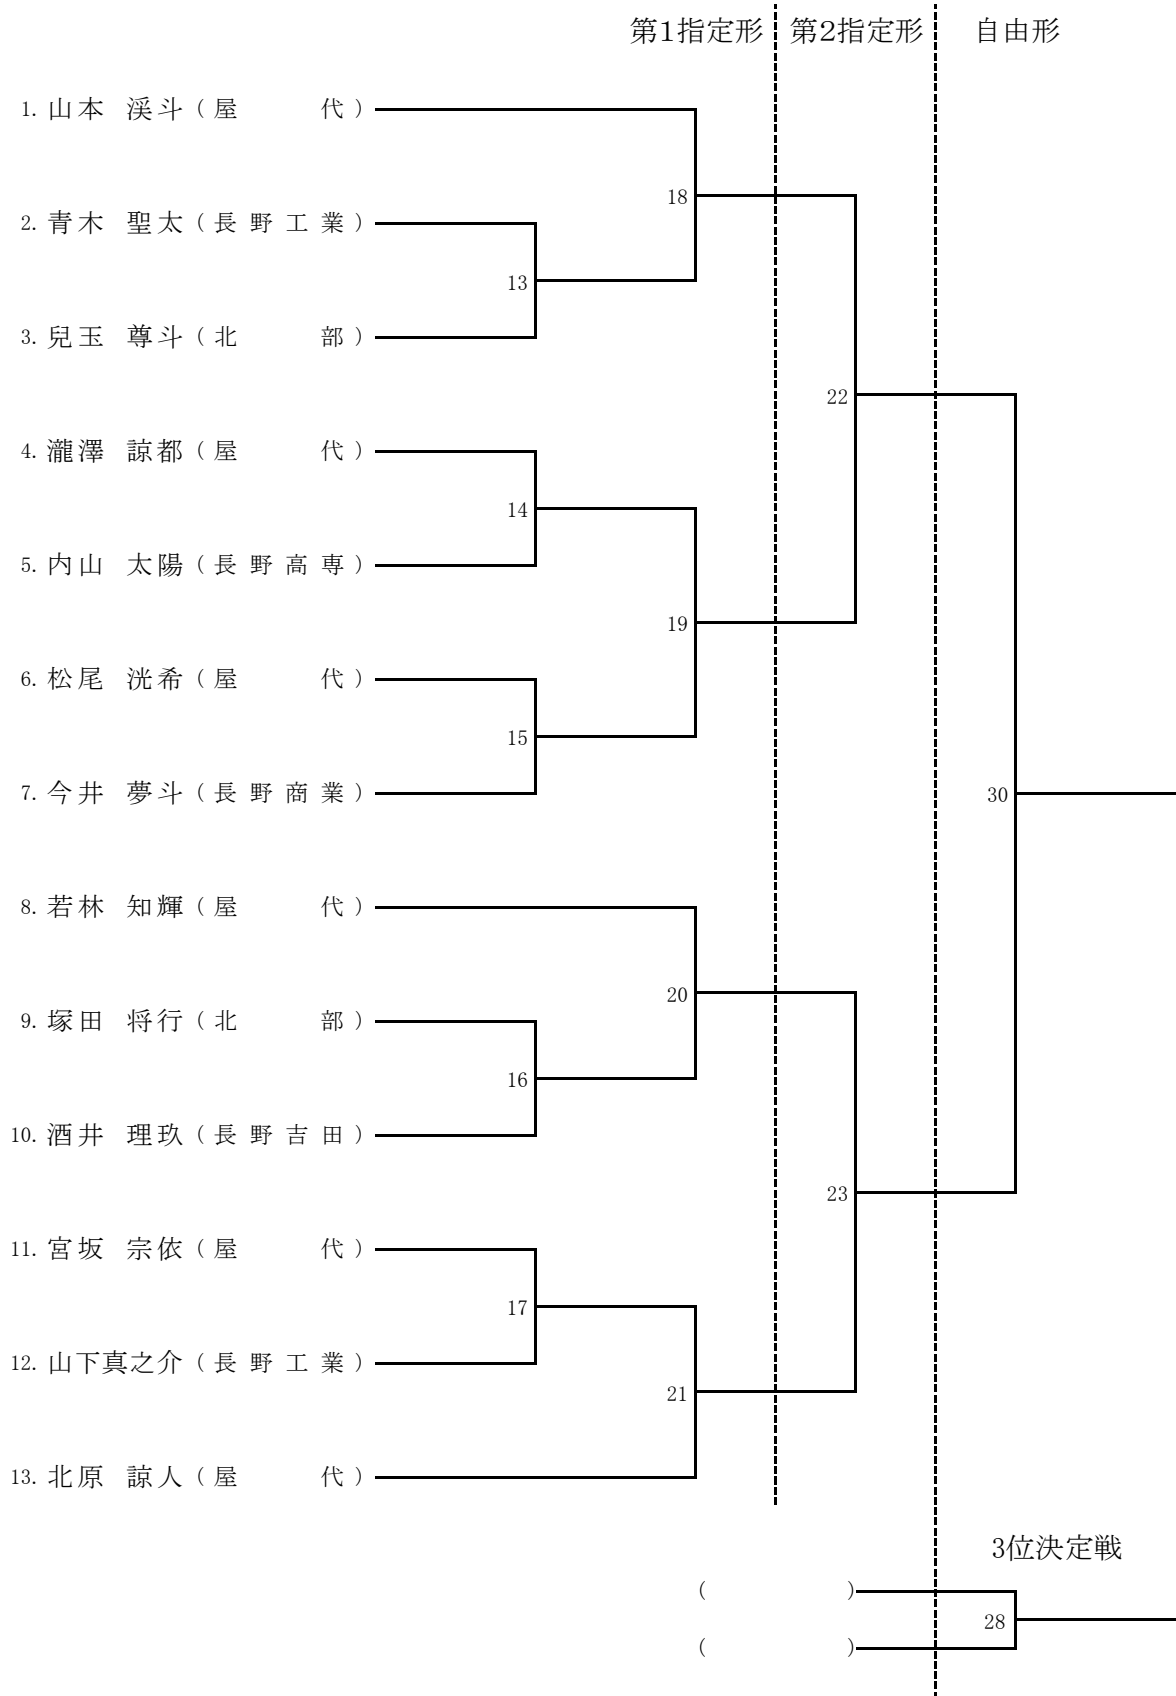 第1指定形 第2指定形 自由形
1. 山本 渓斗（屋 代）
18
2. 青木 聖太（長野工業）
13
3. 兒玉 尊斗（北 部）
22
4. 瀧澤 諒都（屋 代）
14
5. 内山 太陽（長野高専）
19
6. 松尾 洸希（屋 代）
15
7. 今井 夢斗（長野商業）
30
8. 若林 知輝（屋 代）
20
9. 塚田 将行（北 部）
16
10. 酒井 理玖（長野吉田）
23
11. 宮坂 宗依（屋 代）
17
12. 山下真之介（長野工業）
21
13. 北原 諒人（屋 代）
3位決定戦
（ ）
28
（ ）